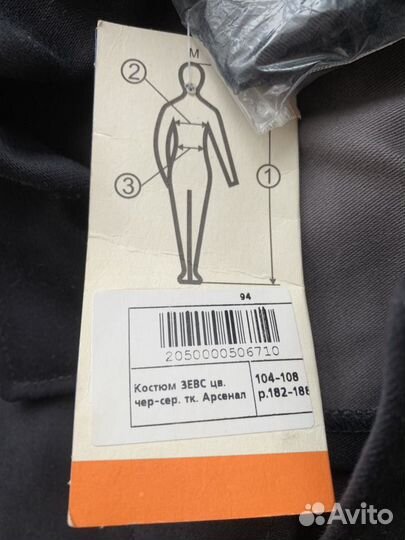 M
2
1
3
94
2050000506710
Костюм ЗЕВС цв.
чер-сер. тк. Арсенал
104-108
р.182-188
Avito